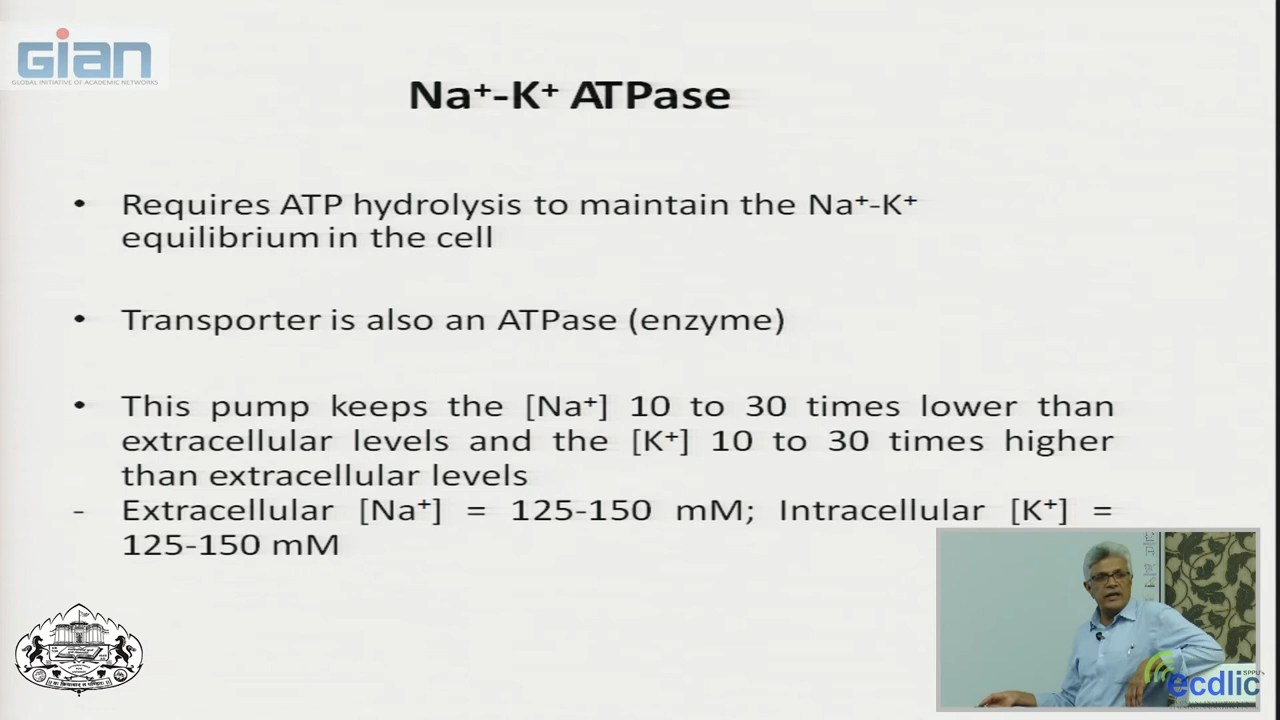 GIAN
GLOBAL INITIATIVE OF ACADEMIC NETWORKS
Na⁺-K⁺ ATPase
• Requires ATP hydrolysis to maintain the Na⁺-K⁺
equilibrium in the cell
• Transporter is also an ATPase (enzyme)
• This pump keeps the [Na⁺] 10 to 30 times lower than
extracellular levels and the [K⁺] 10 to 30 times higher
than extracellular levels
- Extracellular [Na⁺] = 125-150 mM; Intracellular [K⁺] =
125-150 mM
SPPU's
ecdlic